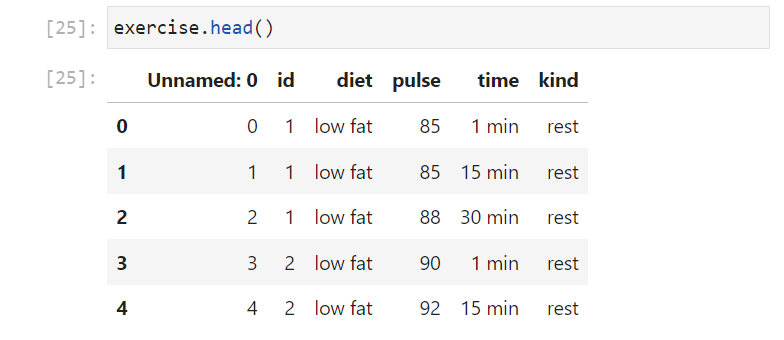 [25]: exercise.head()
[25]: Unnamed: 0 id diet pulse time kind
0 0 1 low fat 85 1 min rest
1 1 1 low fat 85 15 min rest
2 2 1 low fat 88 30 min rest
3 3 2 low fat 90 1 min rest
4 4 2 low fat 92 15 min rest